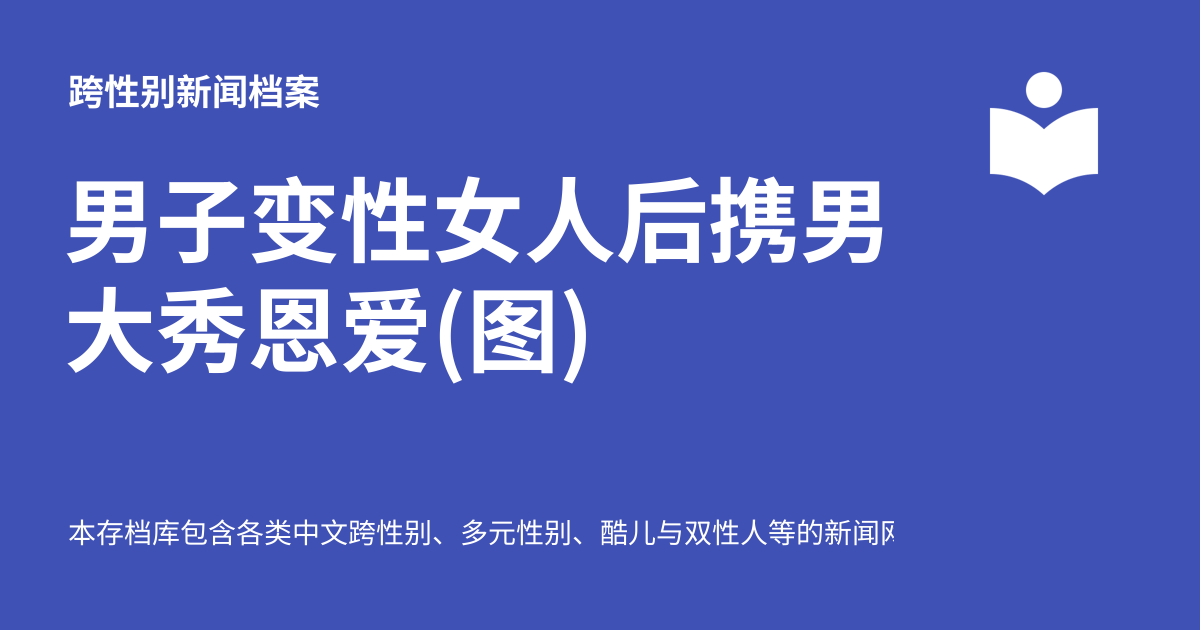 跨性别新闻档案
男子变性女人后携男
大秀恩爱(图)
本存档库包含各类中文跨性别、多元性别、酷儿与双性人等的新闻网